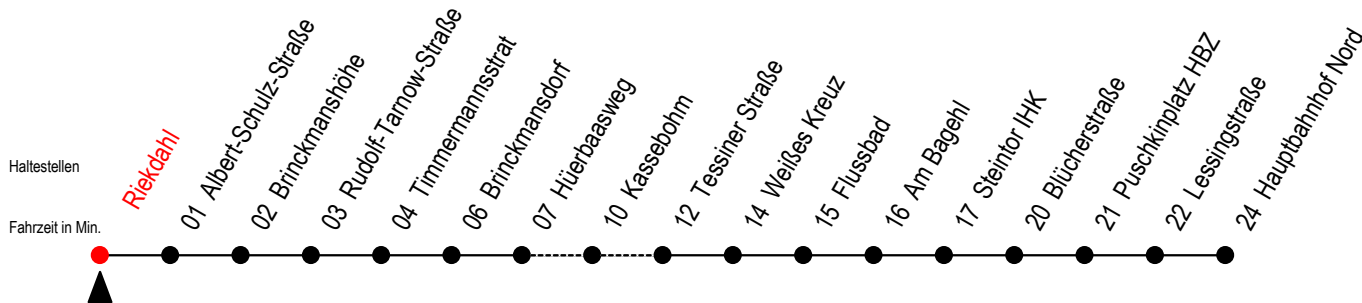 Haltestellen
Fahrzeit in Min.
Riekdahl
01 Albert-Schulz-Straße
02 Brinckmanshöhe
03 Rudolf-Tarnow-Straße
04 Timmermannsstrat
06 Brinckmansdorf
07 Hüerbaasweg
10 Kassebohm
12 Tessiner Straße
14 Weißes Kreuz
15 Flussbad
16 Am Bagehl
17 Steintor IHK
20 Blücherstraße
21 Puschkinplatz HBZ
22 Lessingstraße
24 Hauptbahnhof Nord